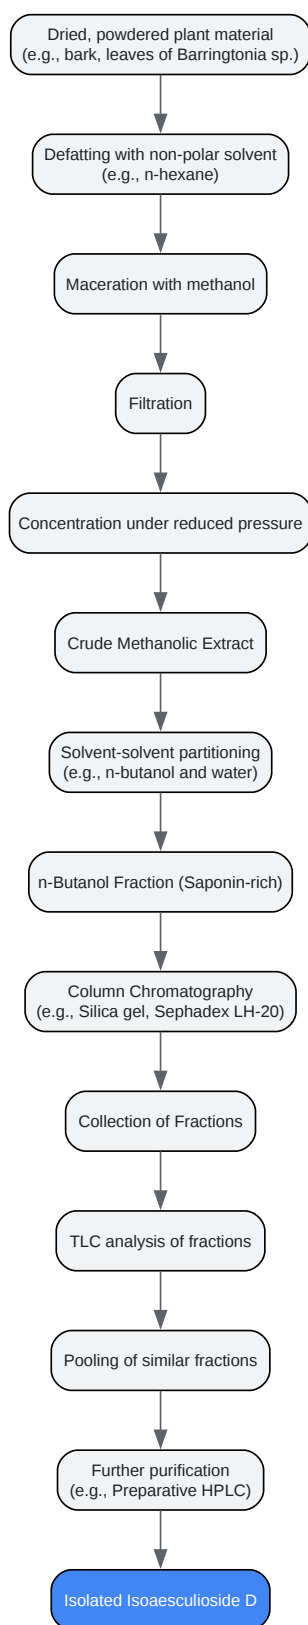 Dried, powdered plant material
(e.g., bark, leaves of Barringtonia sp.)
Defatting with non-polar solvent
(e.g., n-hexane)
Maceration with methanol
Filtration
Concentration under reduced pressure
Crude Methanolic Extract
Solvent-solvent partitioning
(e.g., n-butanol and water)
n-Butanol Fraction (Saponin-rich)
Column Chromatography
(e.g., Silica gel, Sephadex LH-20)
Collection of Fractions
TLC analysis of fractions
Pooling of similar fractions
Further purification
(e.g., Preparative HPLC)
Isolated Isoaesculioside D